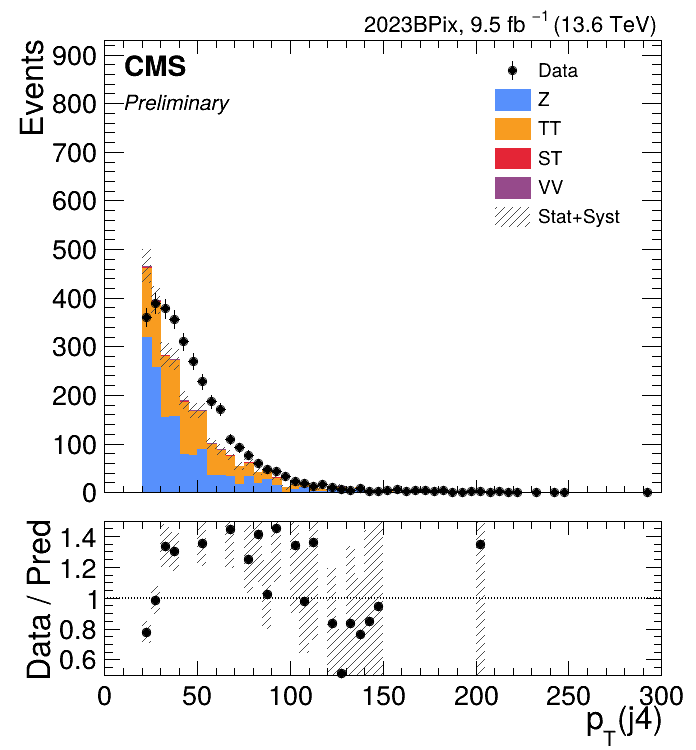 2023BPix, 9.5 fb⁻¹ (13.6 TeV)
Events
900
800
700
600
500
400
300
200
100
0
CMS
Preliminary
Data
Z
TT
ST
VV
Stat+Syst
Data / Pred
1.4
1.2
1
0.8
0.6
0 50 100 150 200 250 300
p_T(j4)